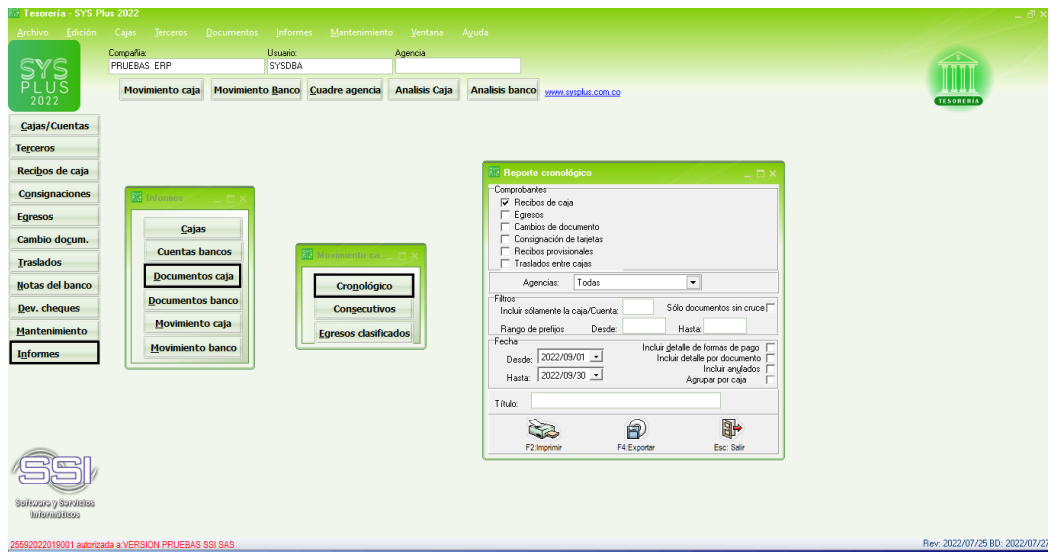 Tesorería - SYS Plus 2022
Archivo Edición Cajas Terceros Documentos Informes Mantenimiento Ventana Ayuda
SYS
PLUS
2022
Compañia: Usuario: Agencia
PRUEBAS ERP SYSDBA
Movimiento caja Movimiento Banco Cuadre agencia Analisis Caja Analisis banco www.sysplus.com.co
TESORERÍA
Cajas/Cuentas
Terceros
Recibos de caja
Consignaciones
Egresos
Cambio docum.
Traslados
Notas del banco
Dev. cheques
Mantenimiento
Informes
Informes
Cajas
Cuentas bancos
Documentos caja
Documentos banco
Movimiento caja
Movimiento banco
Movimiento ca...
Cronológico
Consecutivos
Egresos clasificados
Reporte cronológico
Comprobantes
Recibos de caja
Egresos
Cambios de documento
Consignación de tarjetas
Recibos provisionales
Traslados entre cajas
Agencias: Todas
Filtros
Incluir sólamente la caja/Cuenta: Sólo documentos sin cruce
Rango de prefijos Desde: Hasta:
Fecha
Desde: 2022/09/01
Hasta: 2022/09/30
Incluir detalle de formas de pago
Incluir detalle por documento
Incluir anulados
Agrupar por caja
Título:
F2:Imprimir F4:Exportar Esc: Salir
SSI
Software y Servicios
Informáticos
25592022019001 autorizada a:VERSION PRUEBAS SSI SAS
Rev: 2022/07/25 BD: 2022/07/27